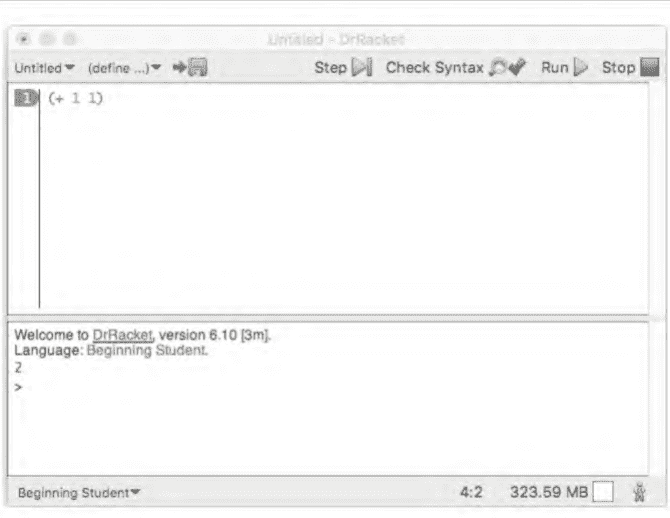 Untitled - DrRacket
Untitled (define ...) Step Check Syntax Run Stop
1 (+ 1 1)
Welcome to DrRacket, version 6.10 [3m].
Language: Beginning Student.
2
>
Beginning Student 4:2 323.59 MB